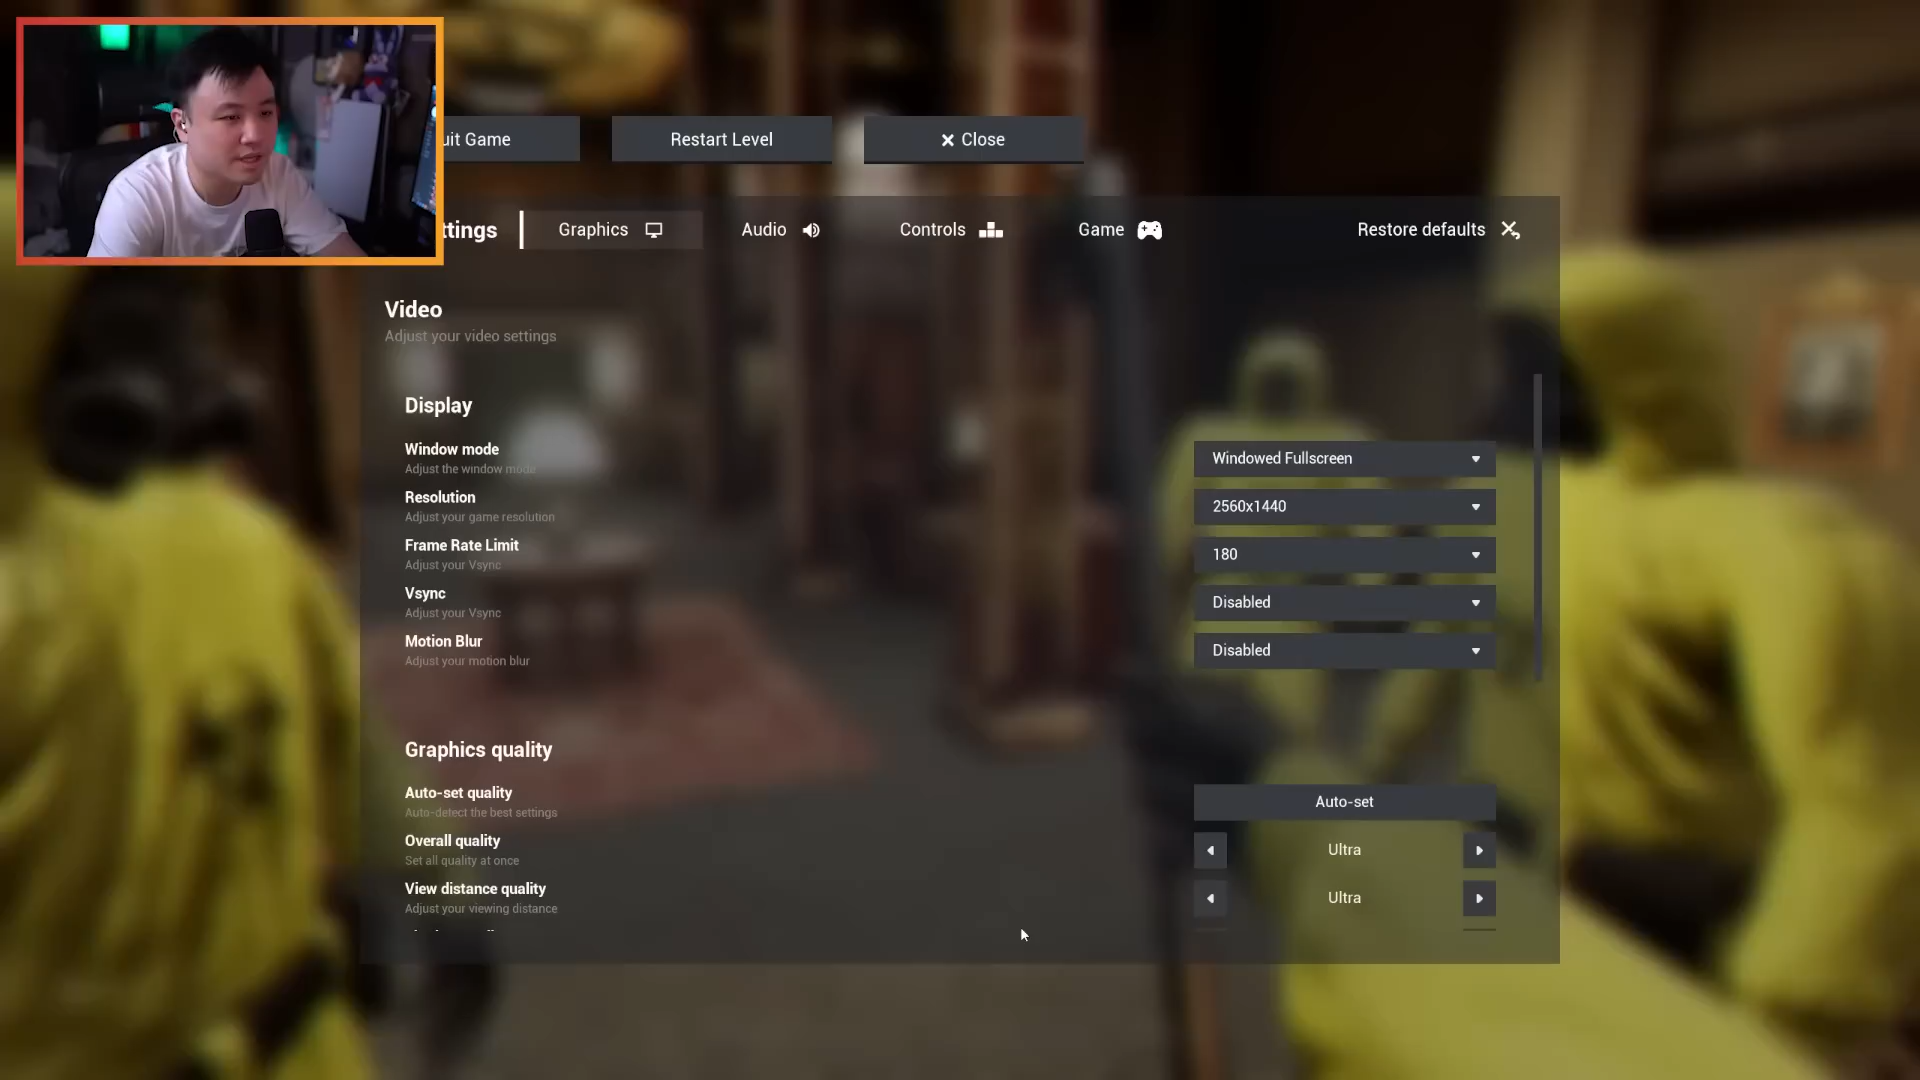 uit Game
Restart Level
Close
ttings
Graphics
Audio
Controls
Game
Restore defaults
Video
Adjust your video settings
Display
Window mode
Adjust the window mode
Windowed Fullscreen
Resolution
Adjust your game resolution
2560x1440
Frame Rate Limit
Adjust your Vsync
180
Vsync
Adjust your Vsync
Disabled
Motion Blur
Adjust your motion blur
Disabled
Graphics quality
Auto-set quality
Auto-detect the best settings
Auto-set
Overall quality
Set all quality at once
Ultra
View distance quality
Adjust your viewing distance
Ultra